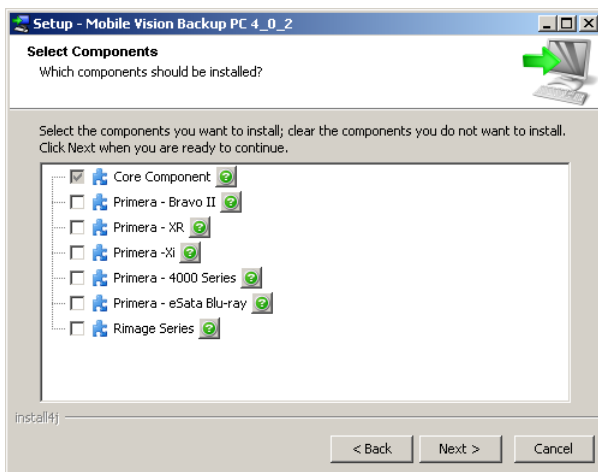 Setup - Mobile Vision Backup PC 4_0_2
Select Components
Which components should be installed?
Select the components you want to install; clear the components you do not want to install.
Click Next when you are ready to continue.
Core Component
Primera - Bravo II
Primera - XR
Primera -Xi
Primera - 4000 Series
Primera - eSata Blu-ray
Rimage Series
install4j
< Back
Next >
Cancel